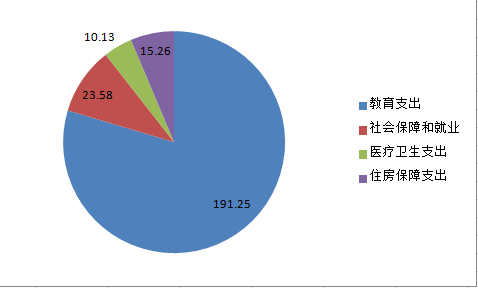 10.13
15.26
23.58
191.25
教育支出
社会保障和就业
医疗卫生支出
住房保障支出